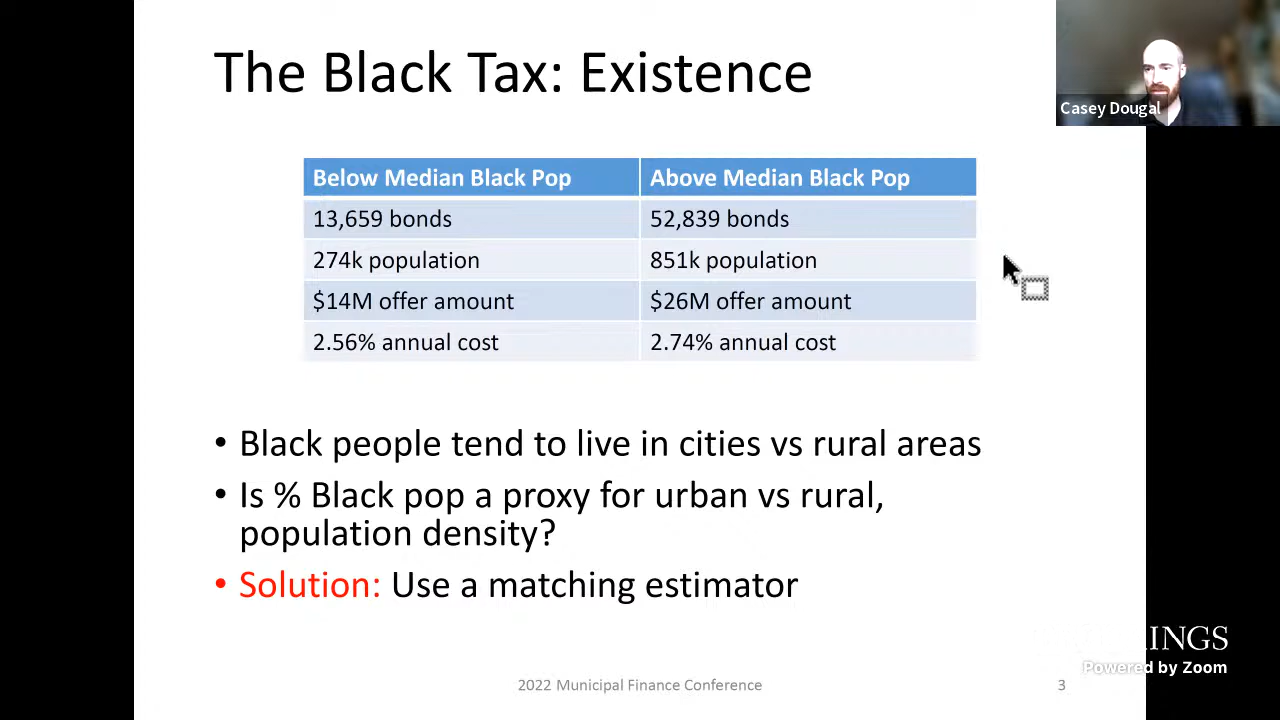 The Black Tax: Existence
Casey Dougal
Below Median Black Pop
Above Median Black Pop
13,659 bonds
52,839 bonds
274k population
851k population
$14M offer amount
$26M offer amount
2.56% annual cost
2.74% annual cost
• Black people tend to live in cities vs rural areas
• Is % Black pop a proxy for urban vs rural,
population density?
• Solution: Use a matching estimator
INGS
Powered by Zoom
2022 Municipal Finance Conference
3